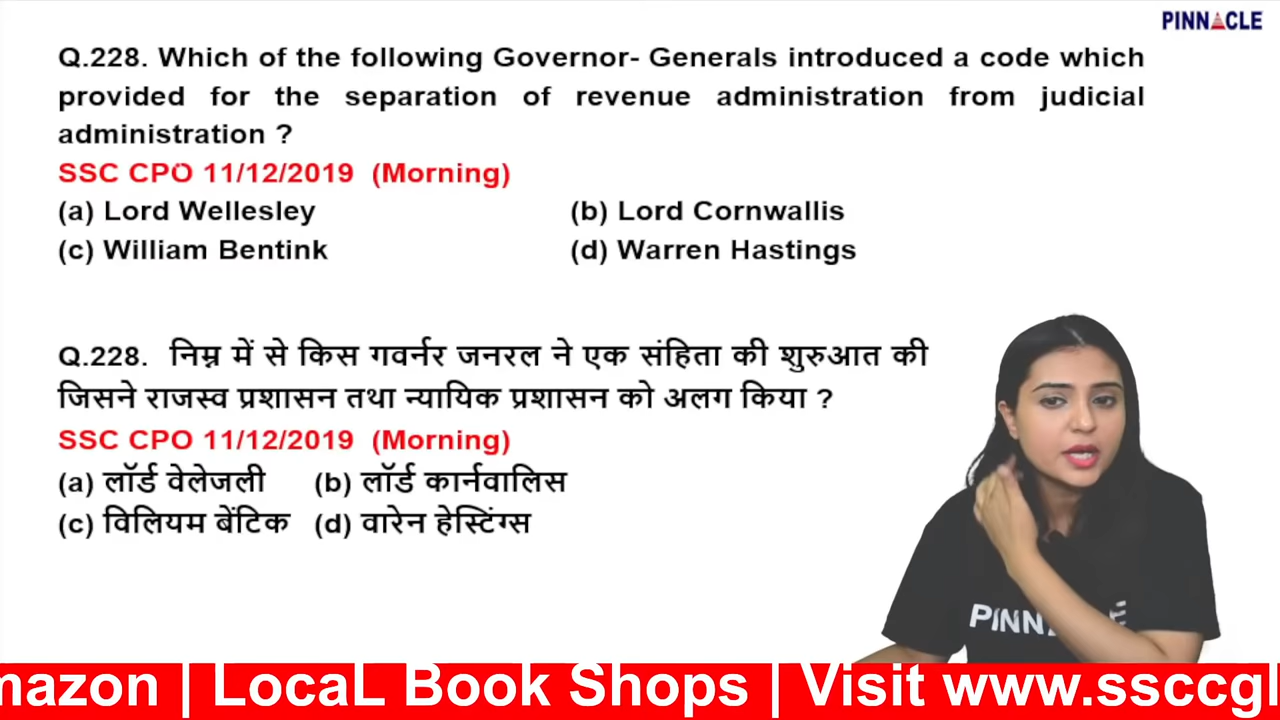 PINNACLE
Q.228. Which of the following Governor- Generals introduced a code which
provided for the separation of revenue administration from judicial
administration ?
SSC CPO 11/12/2019 (Morning)
(a) Lord Wellesley (b) Lord Cornwallis
(c) William Bentink (d) Warren Hastings
Q.228. निम्न में से किस गवर्नर जनरल ने एक संहिता की शुरुआत की
जिसने राजस्व प्रशासन तथा न्यायिक प्रशासन को अलग किया ?
SSC CPO 11/12/2019 (Morning)
(a) लॉर्ड वेलेजली (b) लॉर्ड कार्नवालिस
(c) विलियम बेंटिक (d) वारेन हेस्टिंग्स
PINNACLE
mazon | LocaL Book Shops | Visit www.ssccgl